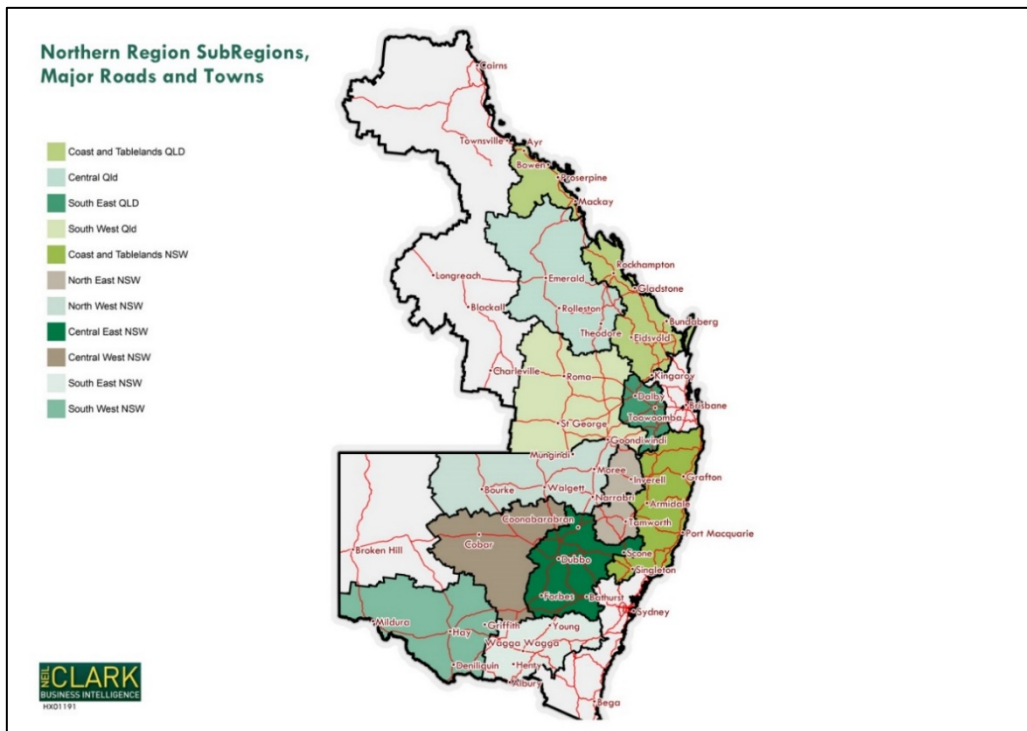 Northern Region SubRegions,
Major Roads and Towns
Coast and Tablelands QLD
Central Qld
South East QLD
South West Qld
Coast and Tablelands NSW
North East NSW
North West NSW
Central East NSW
Central West NSW
South East NSW
South West NSW
Cairns
Townsville
Ayr
Bowen
Proserpine
Mackay
Rockhampton
Longreach
Emerald
Gladstone
Blackall
Rolleston
Bundaberg
Theodore
Eidsvold
Charleville
Roma
Kingaroy
Dalby
Brisbane
Toowoomba
St George
Goondiwindi
Mungindi
Moree
Inverell
Grafton
Bourke
Walgett
Narrabri
Armidale
Coonabarabran
Tamworth
Port Macquarie
Cobar
Broken Hill
Dubbo
Scone
Singleton
Forbes
Bathurst
Sydney
Mildura
Hay
Griffith
Young
Wagga Wagga
Deniliquin
Henty
Albury
Bega
NEIL
CLARK
BUSINESS INTELLIGENCE
HX01191